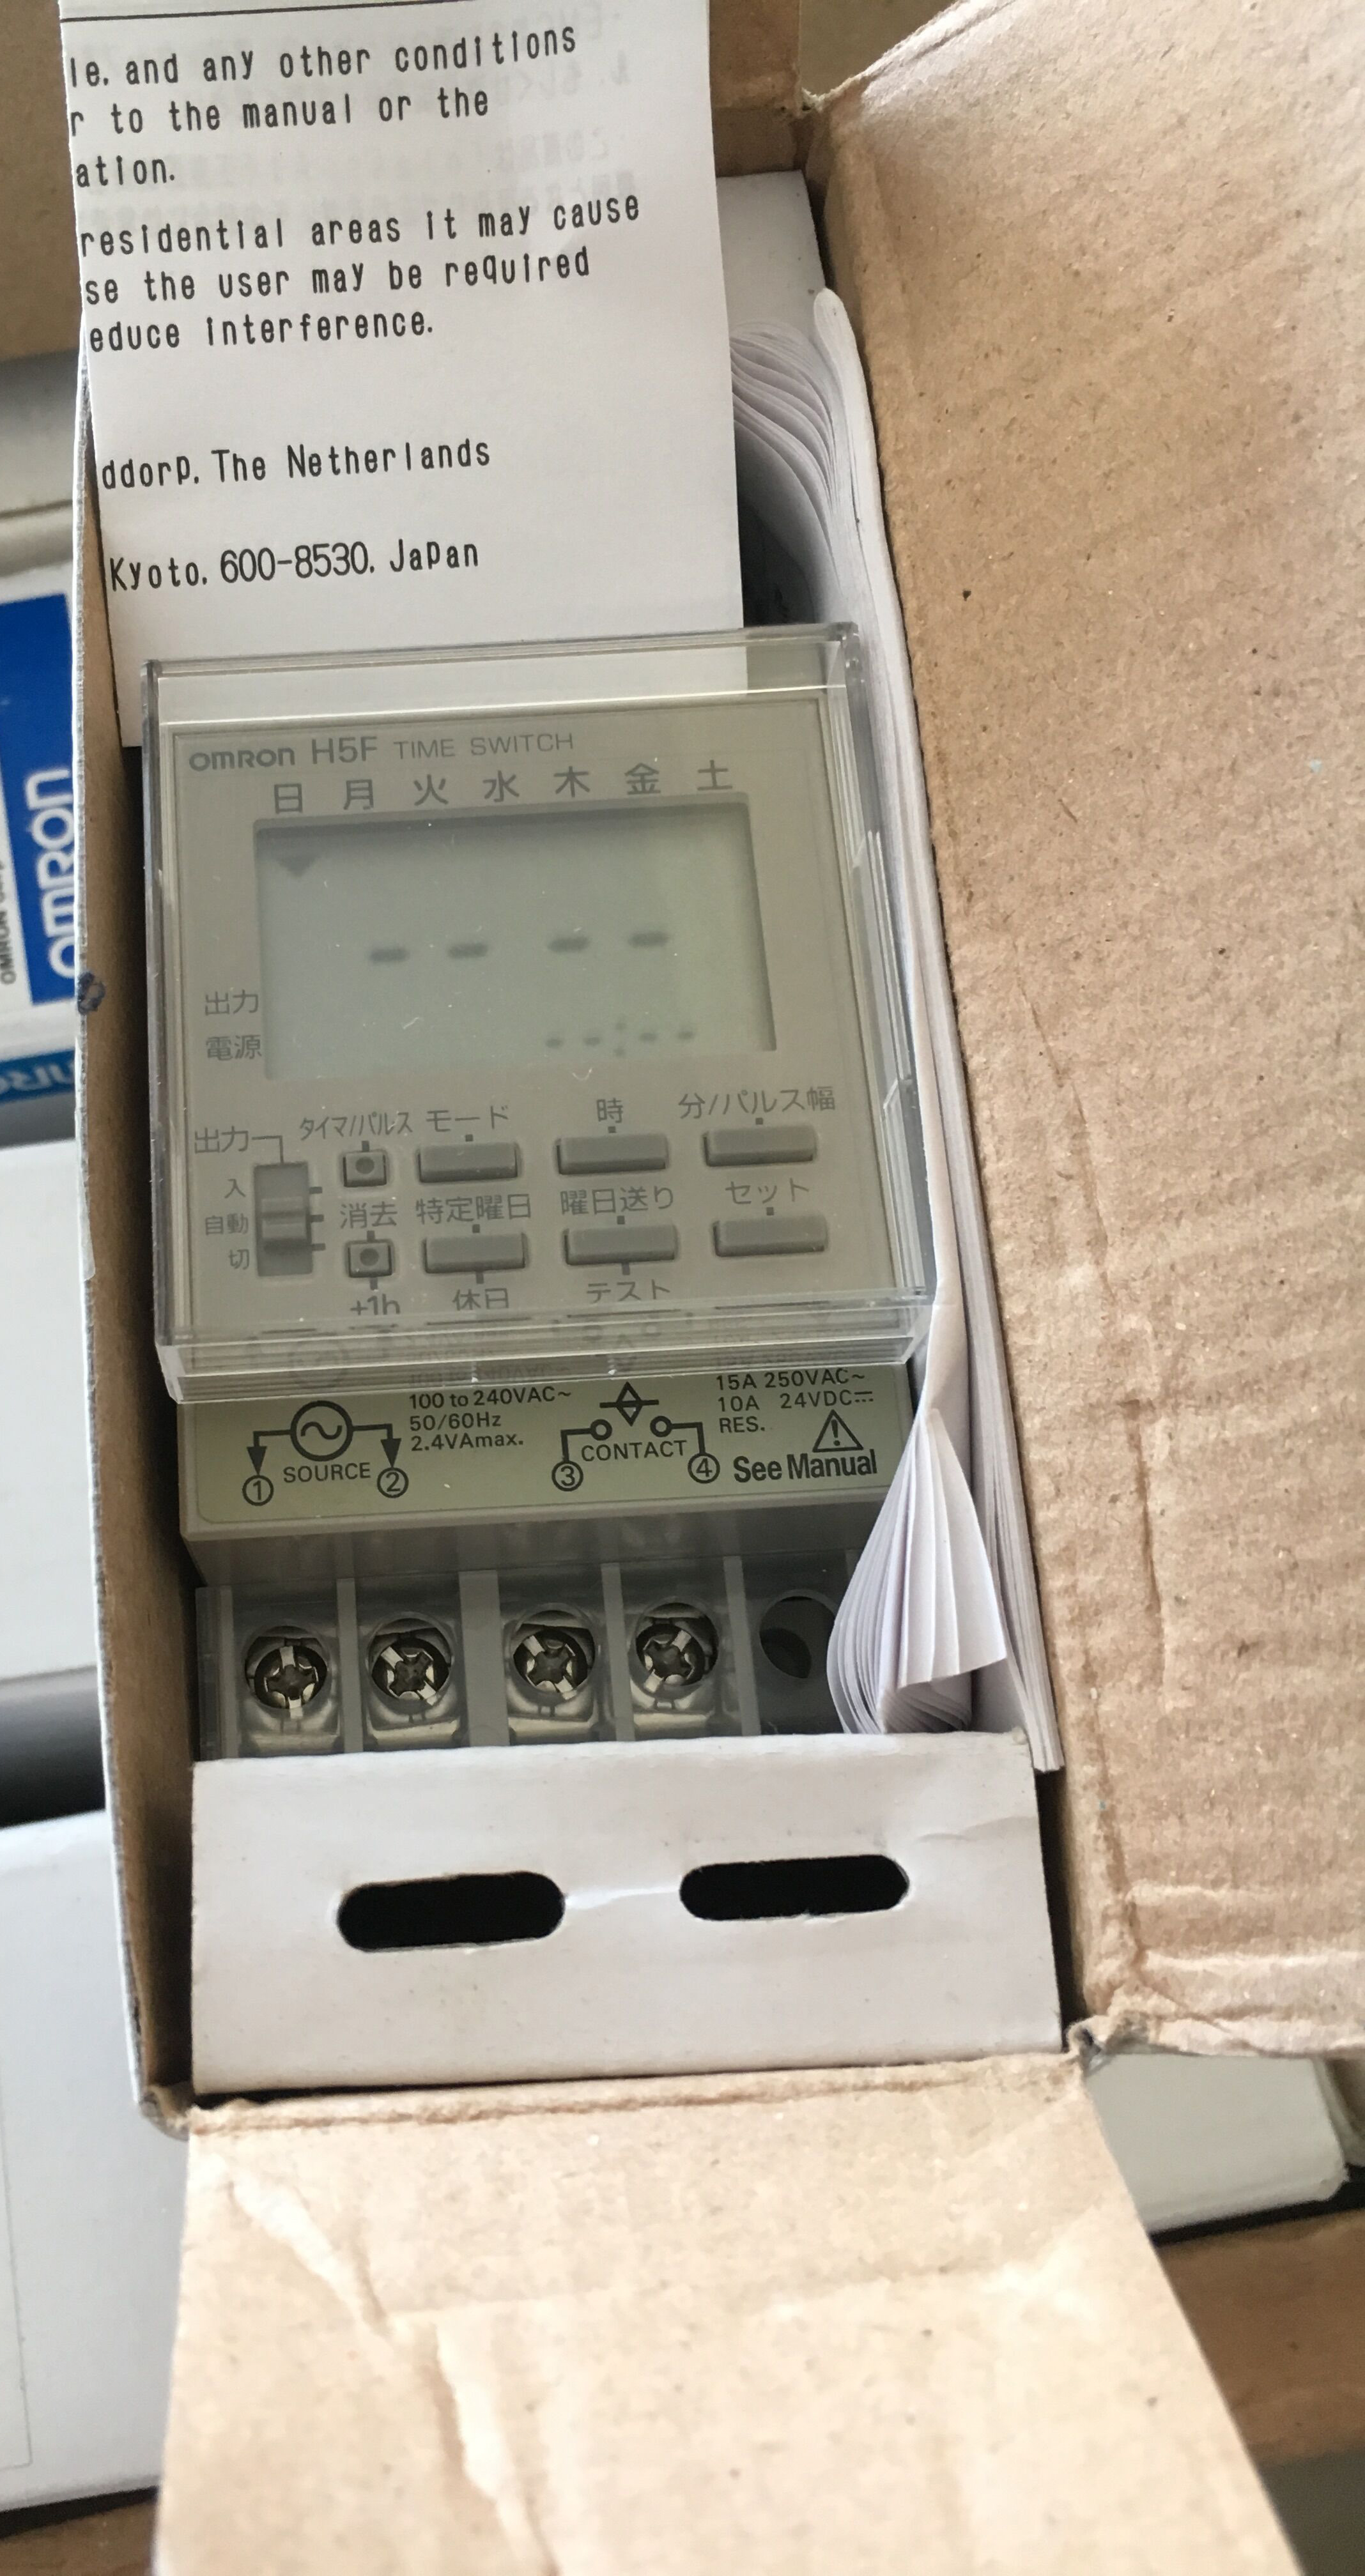 le, and any other conditions
r to the manual or the
ation.
residential areas it may cause
se the user may be required
educe interference.
ddorp, The Netherlands
Kyoto, 600-8530, Japan
OMRON
OMRON H5F TIME SWITCH
日 月 火 水 木 金 土
出力
電源
タイマ/パルス モード 時 分/パルス幅
出力
入
自動
切
消去 特定曜日 曜日送り セット
+1h 休日 テスト
SOURCE
1 2
100 to 240VAC~
50/60Hz
2.4VAmax.
CONTACT
3 4
15A 250VAC~
10A 24VDC
RES.
See Manual